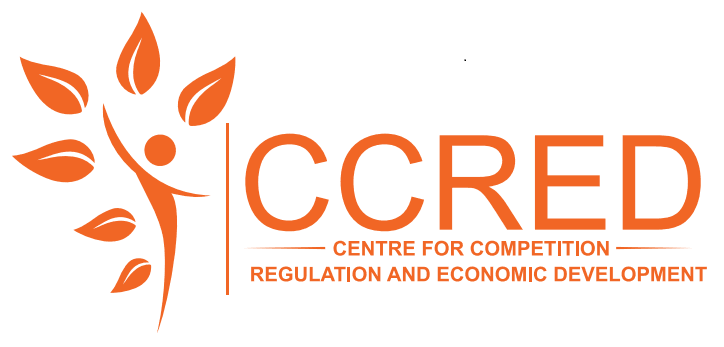 CCRED
CENTRE FOR COMPETITION
REGULATION AND ECONOMIC DEVELOPMENT